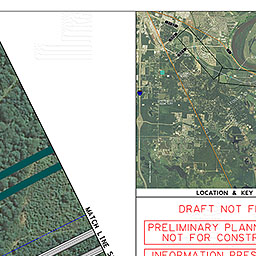 MATCH LINE S
LOCATION & KEY
DRAFT NOT F
PRELIMINARY PLANN
NOT FOR CONSTR
INFORMATION PRES